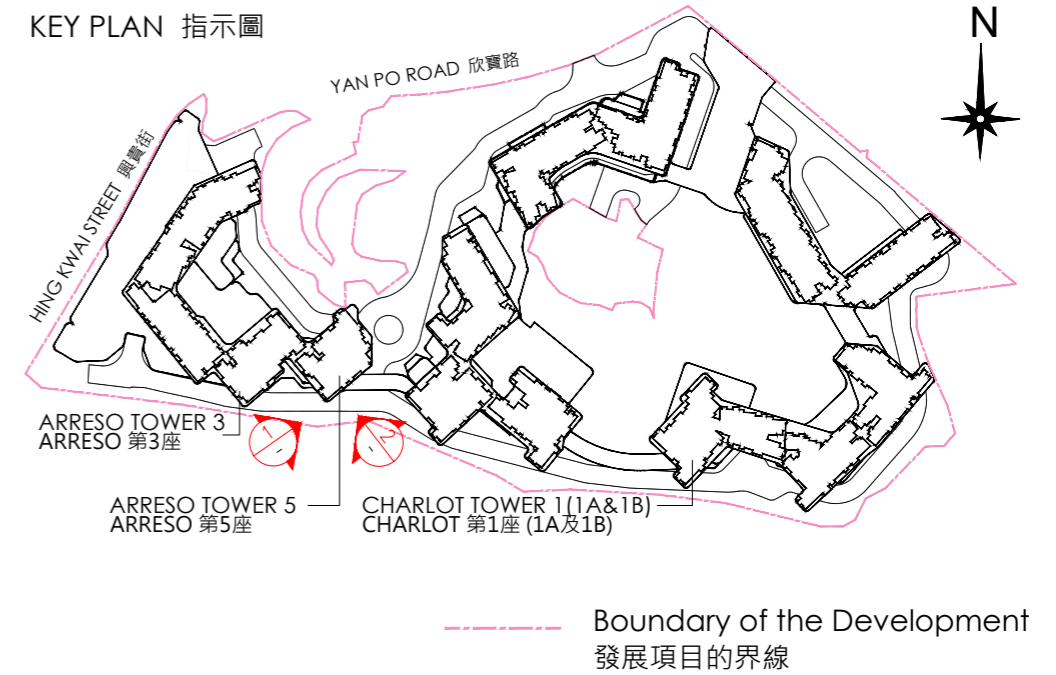 KEY PLAN 指示圖
N
YAN PO ROAD 欣寶路
HING KWAI STREET 興貴街
ARRESO TOWER 3
ARRESO 第3座
1
-
2
-
ARRESO TOWER 5
ARRESO 第5座
CHARLOT TOWER 1(1A&1B)
CHARLOT 第1座 (1A及1B)
Boundary of the Development
發展項目的界線